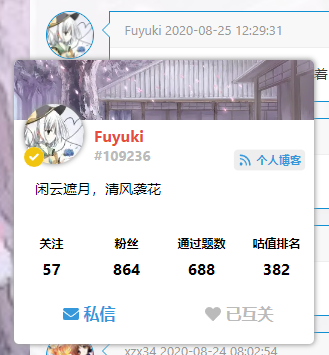 Fuyuki 2020-08-25 12:29:31
着
Fuyuki
#109236
个人博客
闲云遮月，清风袭花
关注 粉丝 通过题数 咕值排名
57 864 688 382
私信 已互关
xzx34 2020-08-24 08:02:54